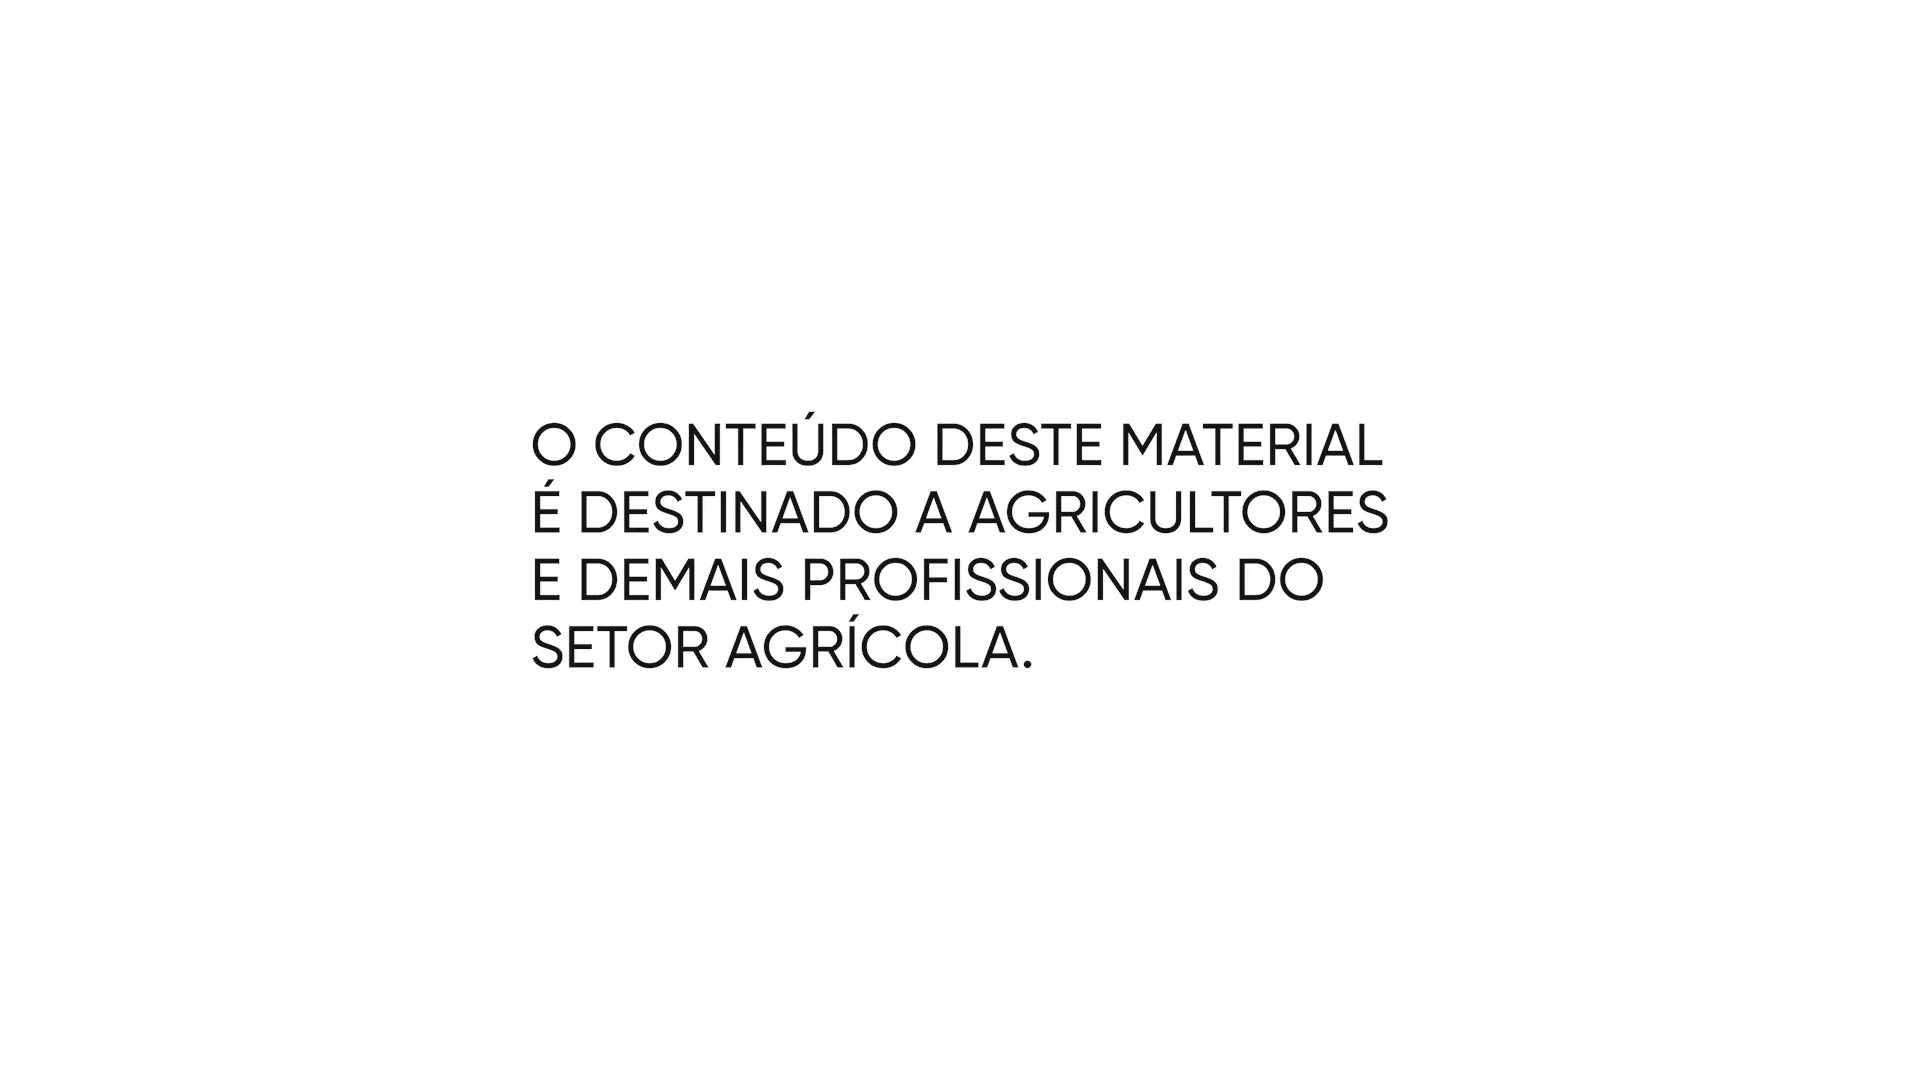 O CONTEÚDO DESTE MATERIAL
É DESTINADO A AGRICULTORES
E DEMAIS PROFISSIONAIS DO
SETOR AGRÍCOLA.